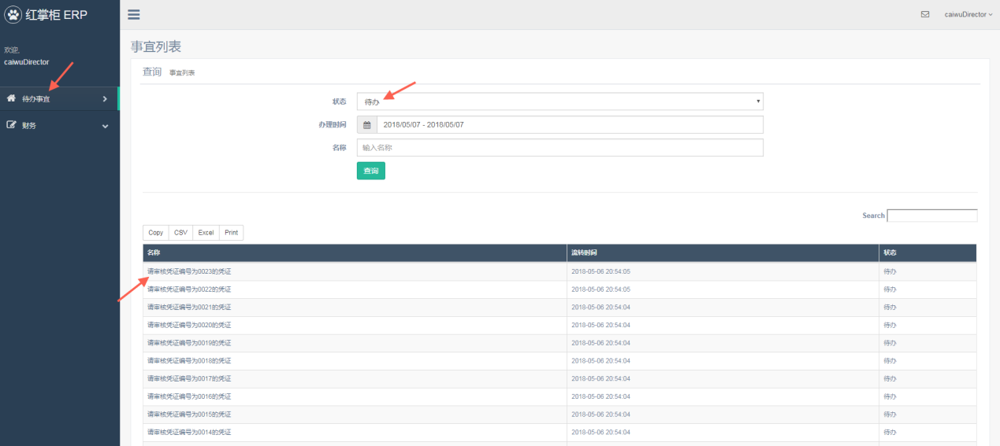 红掌柜 ERP
caiwuDirector
欢迎,
caiwuDirector
待办事宜
财务
事宜列表
查询 事宜列表
状态 待办
办理时间 2018/05/07 - 2018/05/07
名称 输入名称
查询
Search
Copy CSV Excel Print
名称 流转时间 状态
请审核凭证编号为0023的凭证 2018-05-06 20:54:05 待办
请审核凭证编号为0022的凭证 2018-05-06 20:54:05 待办
请审核凭证编号为0021的凭证 2018-05-06 20:54:04 待办
请审核凭证编号为0020的凭证 2018-05-06 20:54:04 待办
请审核凭证编号为0019的凭证 2018-05-06 20:54:04 待办
请审核凭证编号为0018的凭证 2018-05-06 20:54:04 待办
请审核凭证编号为0017的凭证 2018-05-06 20:54:04 待办
请审核凭证编号为0016的凭证 2018-05-06 20:54:04 待办
请审核凭证编号为0015的凭证 2018-05-06 20:54:04 待办
请审核凭证编号为0014的凭证 2018-05-06 20:54:04 待办